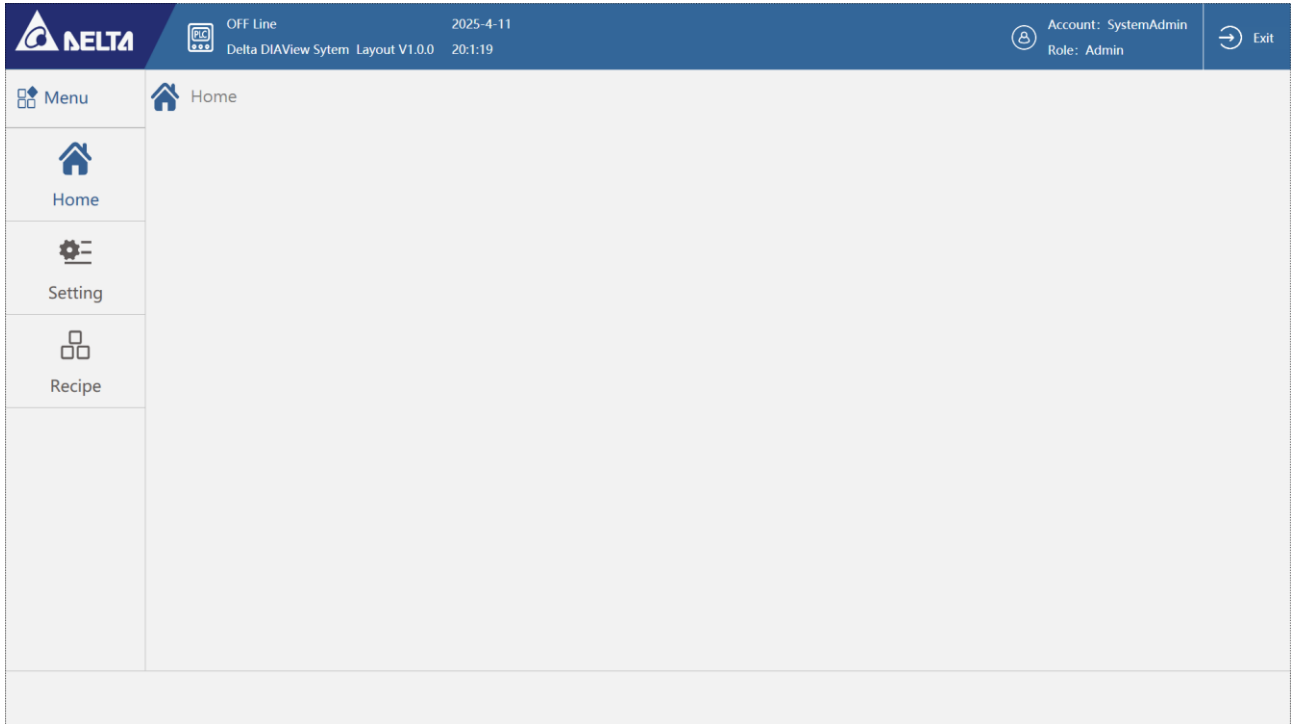 DELTA
PLC
OFF Line
2025-4-11
Delta DIAView Sytem Layout V1.0.0
20:1:19
Account: SystemAdmin
Role: Admin
Exit
Menu
Home
Home
Setting
Recipe